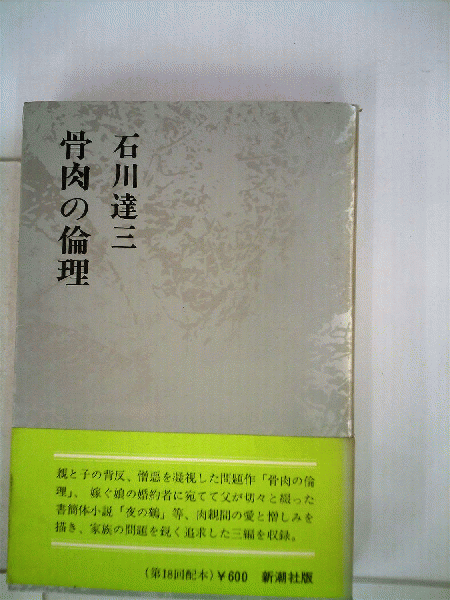 石川達三
骨肉の倫理
親と子の背反、憎悪を凝視した問題作「骨肉の倫
理」、嫁ぐ娘の婚約者に宛てて父が切々と綴った
書簡体小説「夜の鶴」等、肉親間の愛と憎しみを
描き、家族の問題を鋭く追求した三編を収録。
(第18回配本)¥600 新潮社版